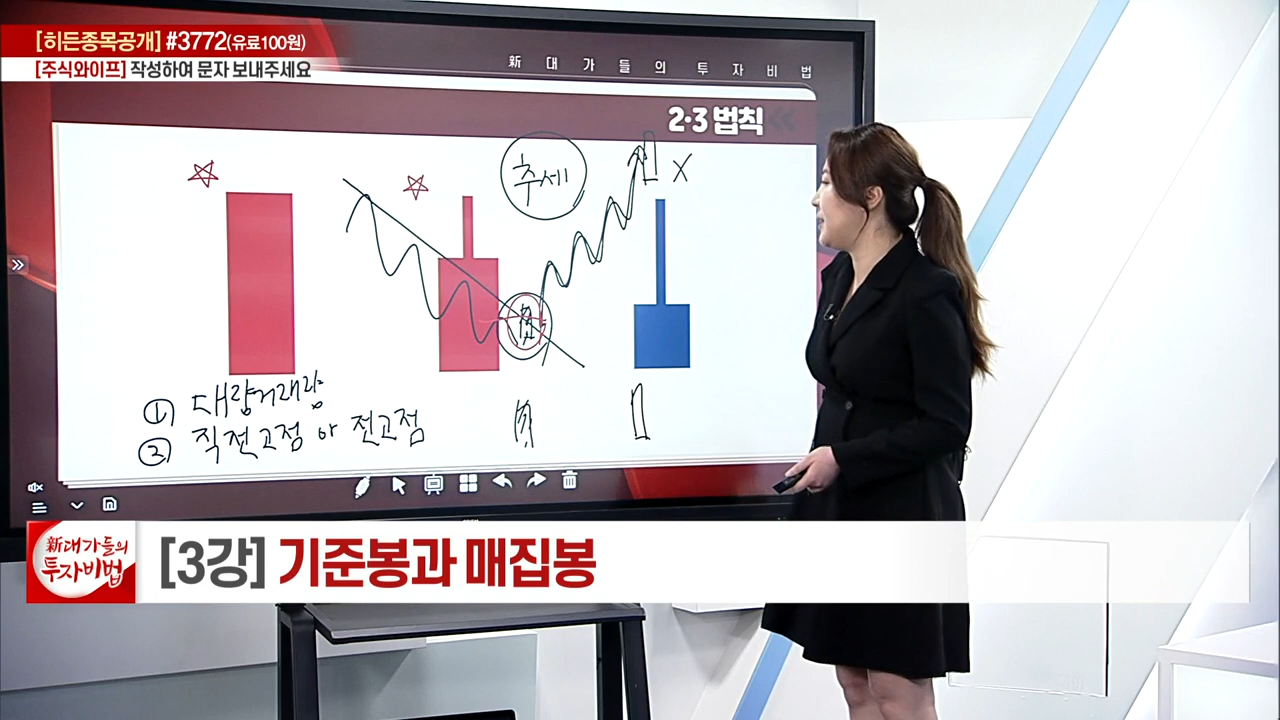 [히든종목공개] #3772(유료100원)
[주식와이프] 작성하여 문자 보내주세요
新 대 가 들 의 투 자 비 법
2·3 법칙
추세
X
① 대량거래량
② 직전고점 or 전고점
新대가들의
투자비법
[3강] 기준봉과 매집봉